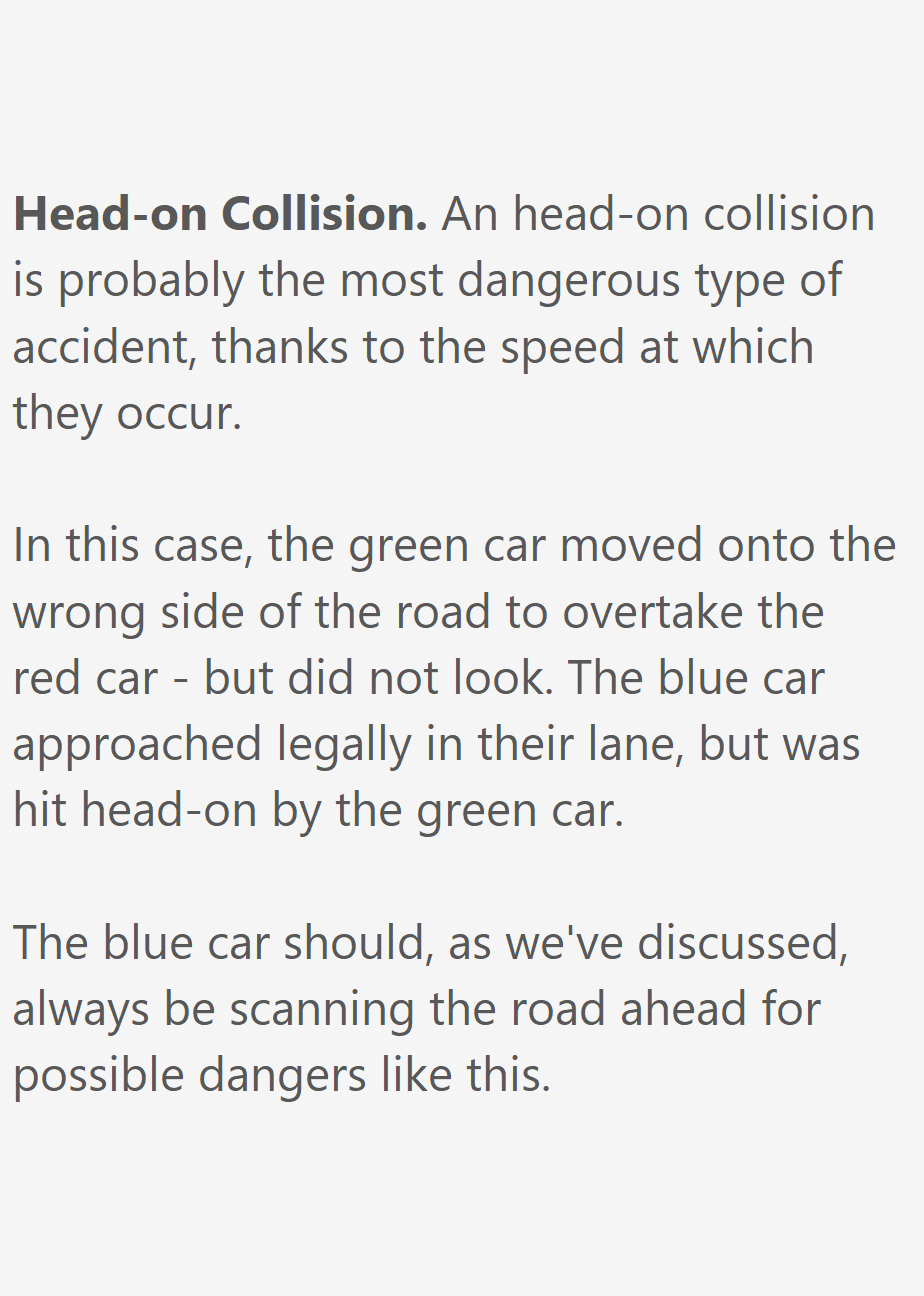 Head-on Collision. An head-on collision
is probably the most dangerous type of
accident, thanks to the speed at which
they occur.
In this case, the green car moved onto the
wrong side of the road to overtake the
red car - but did not look. The blue car
approached legally in their lane, but was
hit head-on by the green car.
The blue car should, as we've discussed,
always be scanning the road ahead for
possible dangers like this.